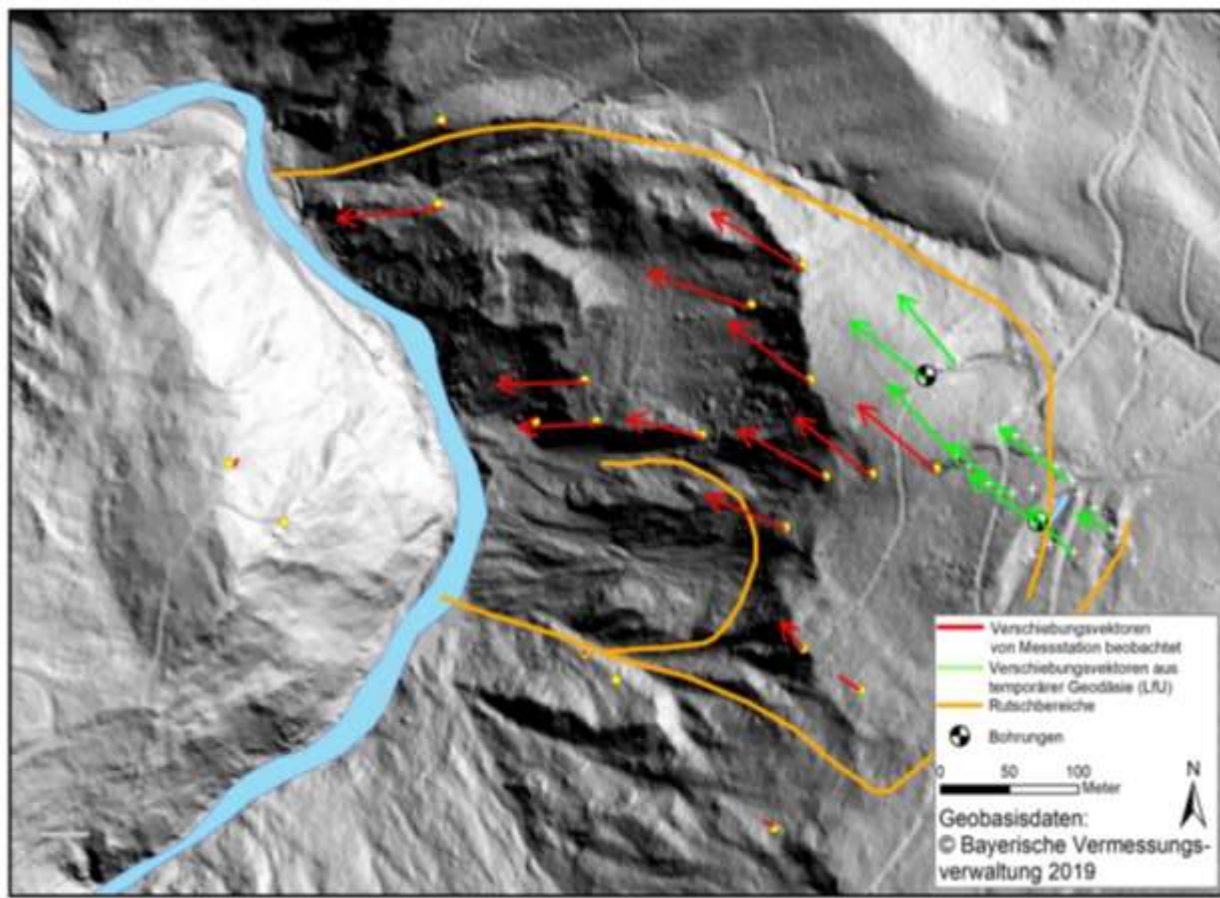 Verschiebungsvektoren
von Messstation beobachtet
Verschiebungsvektoren aus
temporärer Geodäsie (LfU)
Rutschbereiche
Bohrungen
0 50 100
Meter
N
Geobasisdaten:
© Bayerische Vermessungs-
verwaltung 2019